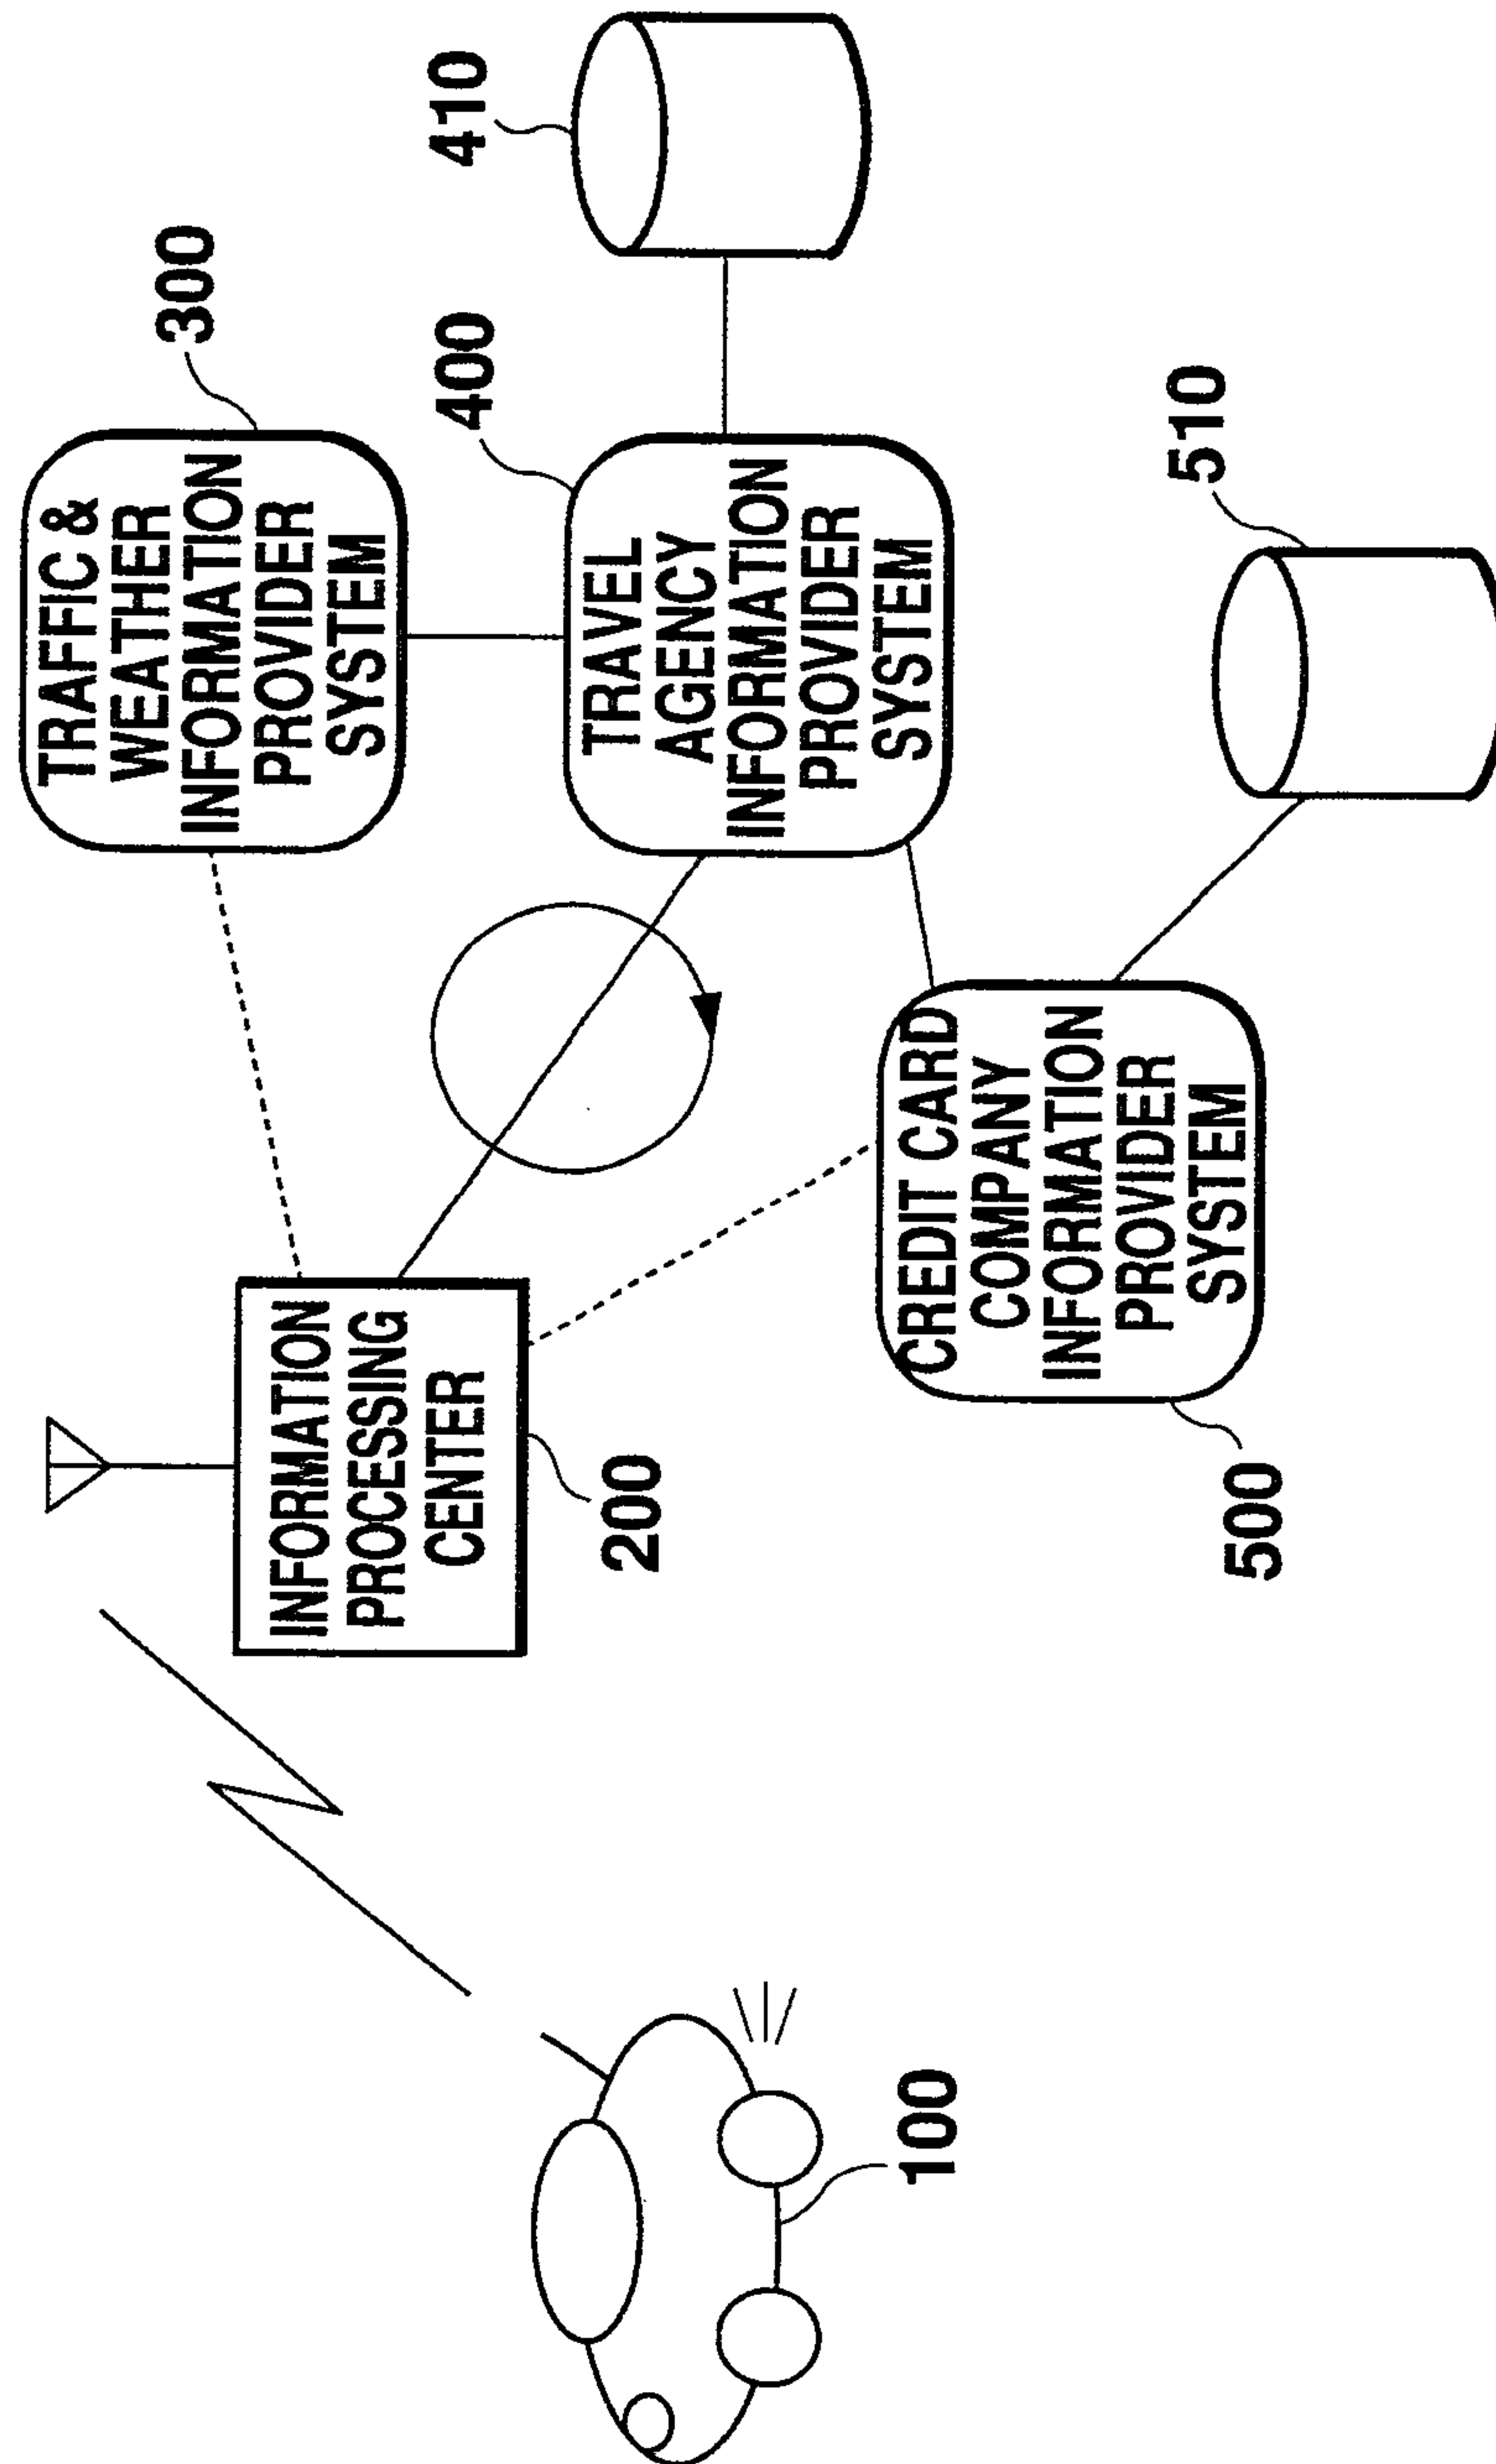 TRAFFIC &
WEATHER
INFORMATION
PROVIDER
SYSTEM
300
410
400
TRAVEL
AGENCY
INFORMATION
PROVIDER
SYSTEM
510
INFORMATION
PROCESSING
CENTER
200
CREDIT CARD
COMPANY
INFORMATION
PROVIDER
SYSTEM
500
100